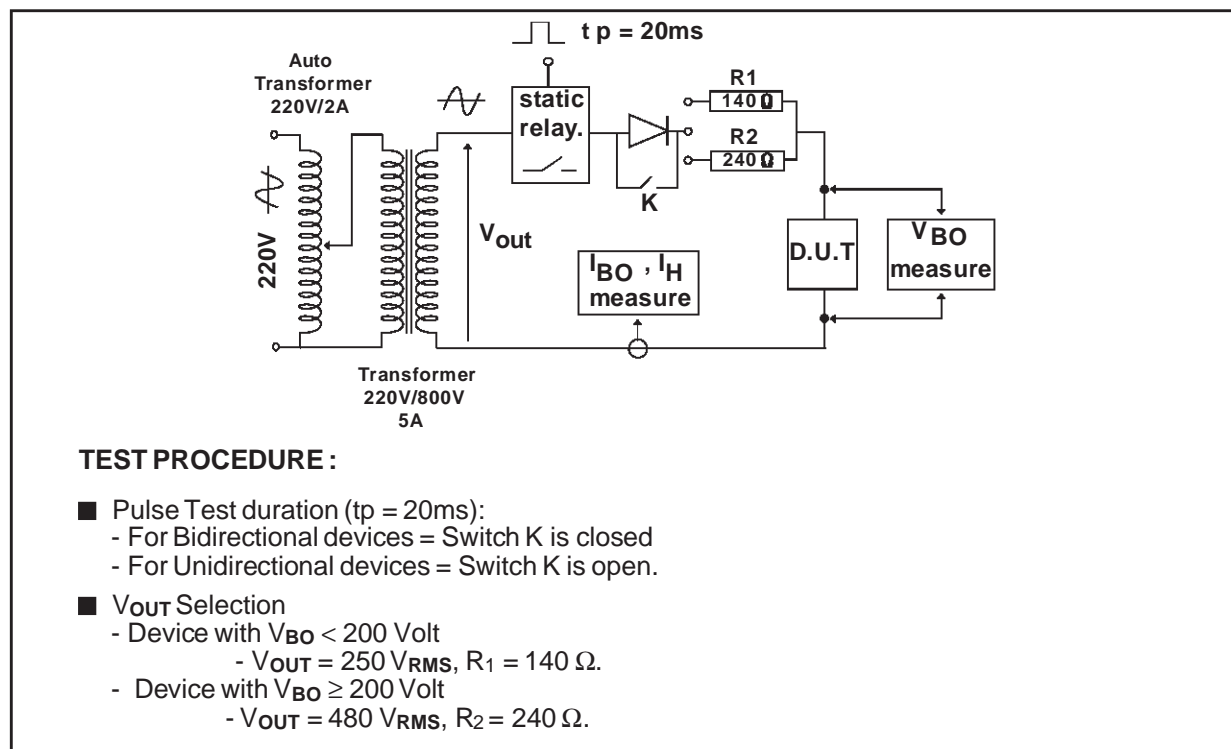 t p = 20ms
Auto
Transformer
220V/2A
static
relay.
R1
140 Ω
R2
240 Ω
K
220V
Vout
IBO , IH
measure
D.U.T
VBO
measure
Transformer
220V/800V
5A
TEST PROCEDURE :
■ Pulse Test duration (tp = 20ms):
- For Bidirectional devices = Switch K is closed
- For Unidirectional devices = Switch K is open.
■ VOUT Selection
- Device with VBO < 200 Volt
- VOUT = 250 VRMS, R1 = 140 Ω.
- Device with VBO ≥ 200 Volt
- VOUT = 480 VRMS, R2 = 240 Ω.